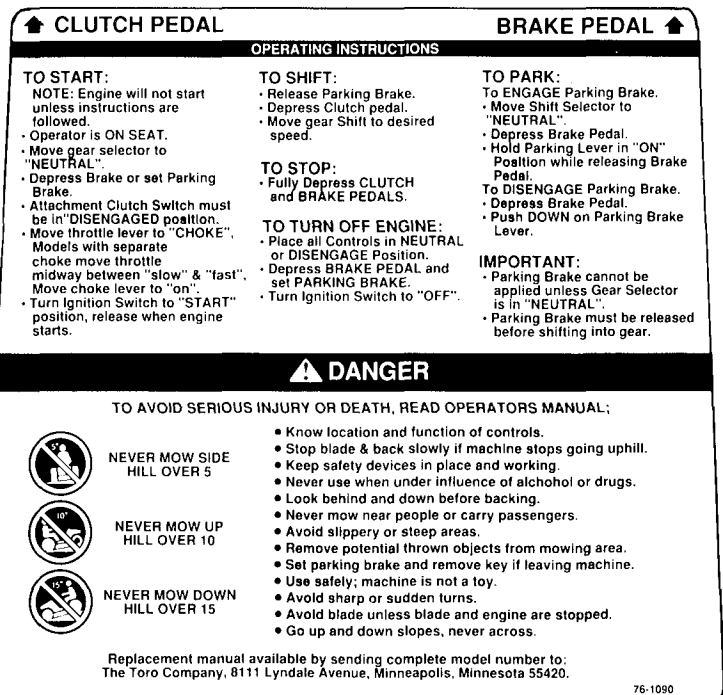 CLUTCH PEDAL
BRAKE PEDAL
OPERATING INSTRUCTIONS
TO START:
NOTE: Engine will not start
unless instructions are
followed.
· Operator is ON SEAT.
· Move gear selector to
"NEUTRAL".
· Depress Brake or set Parking
Brake.
· Attachment Clutch Switch must
be in"DISENGAGED position.
· Move throttle lever to "CHOKE",
Models with separate
choke move throttle
midway between "slow" & "fast",
Move choke lever to "on".
· Turn Ignition Switch to "START"
position, release when engine
starts.
TO SHIFT:
· Release Parking Brake.
· Depress Clutch pedal.
· Move gear Shift to desired
speed.
TO STOP:
· Fully Depress CLUTCH
and BRAKE PEDALS.
TO TURN OFF ENGINE:
· Place all Controls in NEUTRAL
or DISENGAGE Position.
· Depress BRAKE PEDAL and
set PARKING BRAKE.
· Turn Ignition Switch to "OFF".
TO PARK:
To ENGAGE Parking Brake.
· Move Shift Selector to
"NEUTRAL".
· Depress Brake Pedal.
· Hold Parking Lever in "ON"
Position while releasing Brake
Pedal.
To DISENGAGE Parking Brake.
· Depress Brake Pedal.
· Push DOWN on Parking Brake
Lever.
IMPORTANT:
· Parking Brake cannot be
applied unless Gear Selector
is in "NEUTRAL".
· Parking Brake must be released
before shifting into gear.
DANGER
TO AVOID SERIOUS INJURY OR DEATH, READ OPERATORS MANUAL;
5°
NEVER MOW SIDE
HILL OVER 5
10°
NEVER MOW UP
HILL OVER 10
15°
NEVER MOW DOWN
HILL OVER 15
● Know location and function of controls.
● Stop blade & back slowly if machine stops going uphill.
● Keep safety devices in place and working.
● Never use when under influence of alchohol or drugs.
● Look behind and down before backing.
● Never mow near people or carry passengers.
● Avoid slippery or steep areas.
● Remove potential thrown objects from mowing area.
● Set parking brake and remove key if leaving machine.
● Use safely; machine is not a toy.
● Avoid sharp or sudden turns.
● Avoid blade unless blade and engine are stopped.
● Go up and down slopes, never across.
Replacement manual available by sending complete model number to:
The Toro Company, 8111 Lyndale Avenue, Minneapolis, Minnesota 55420.
76-1090